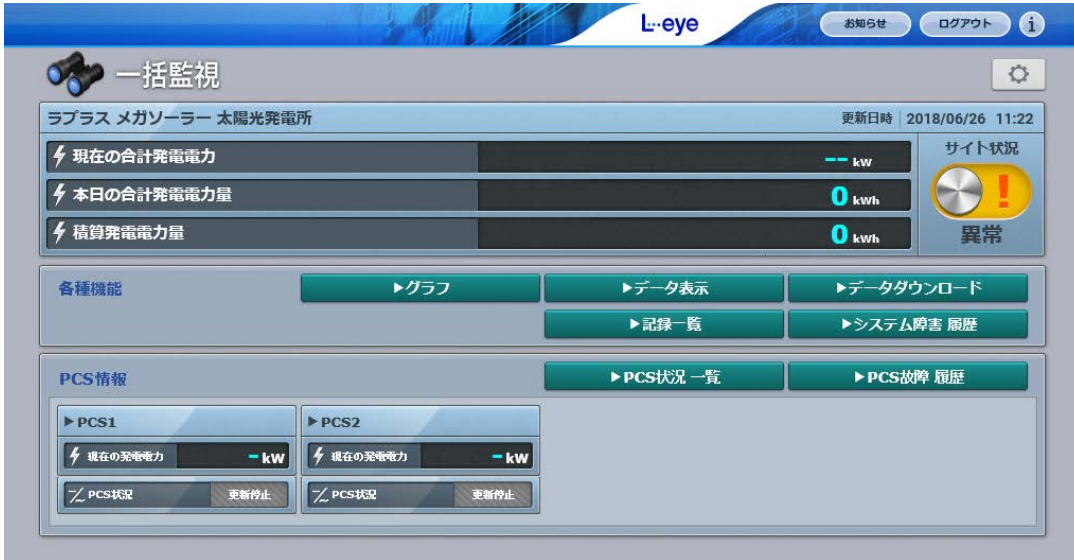 L・・eye
お知らせ
ログアウト
i
一括監視
ラプラス メガソーラー 太陽光発電所
更新日時 2018/06/26 11:22
現在の合計発電電力
-- kW
サイト状況
本日の合計発電電力量
0 kWh
!
積算発電電力量
0 kWh
異常
各種機能
▶グラフ
▶データ表示
▶データダウンロード
▶記録一覧
▶システム障害 履歴
PCS情報
▶PCS状況 一覧
▶PCS故障 履歴
▶PCS1
▶PCS2
現在の発電電力 - kW
現在の発電電力 - kW
PCS状況 更新停止
PCS状況 更新停止